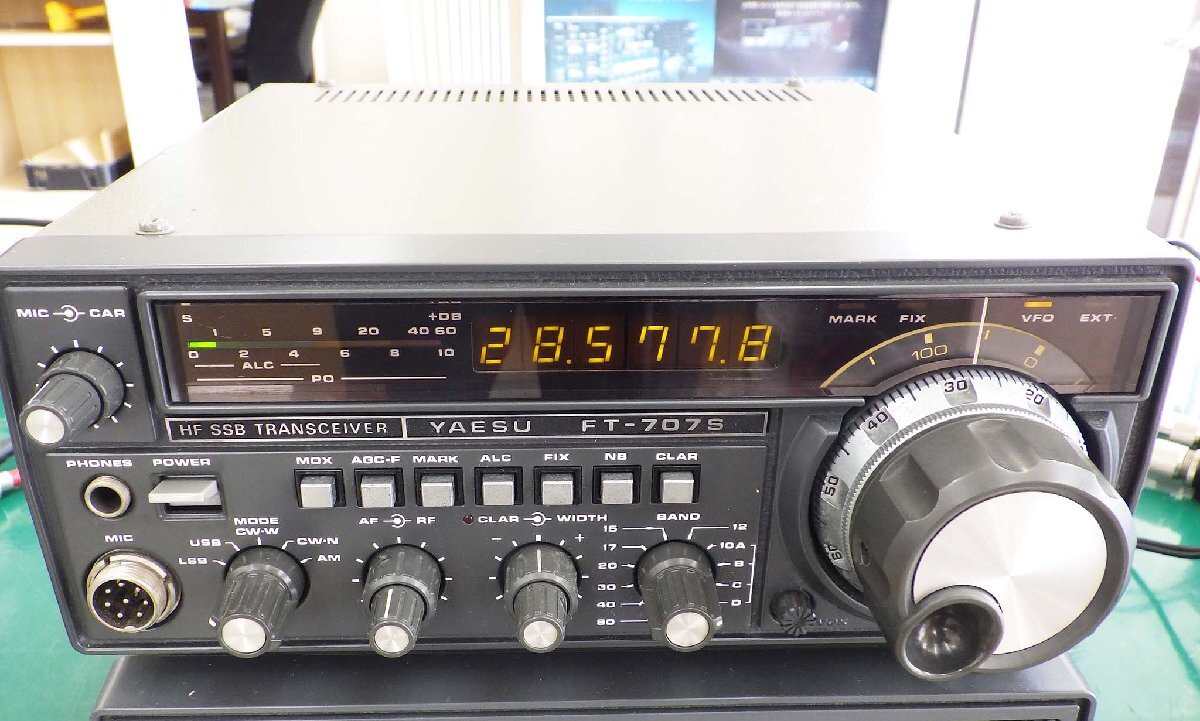 MIC CAR
S 1 5 9 20 40 60 +DB
0 2 4 6 8 10
ALC
PO
28.577.8
MARK FIX VFO EXT
100 0
50 40 30 20
HF SSB TRANSCEIVER YAESU FT-707S
PHONES POWER MOX AGC-F MARK ALC FIX NB CLAR
MIC
MODE
LSB USB CW-W CW-N AM
AF RF
CLAR WIDTH
- +
BAND
80 40 30 20 17 15 12 10A B C D